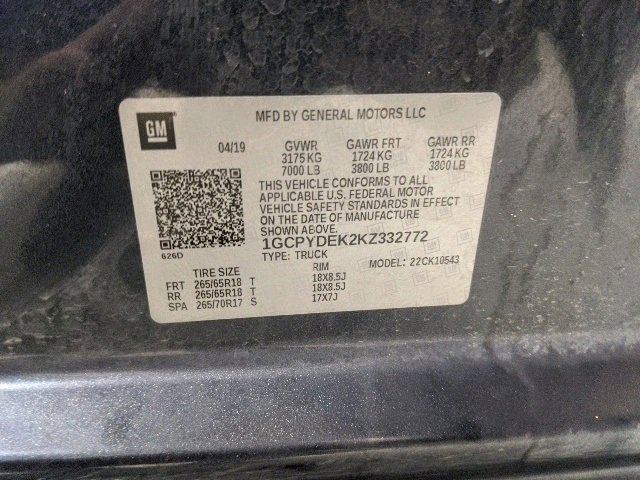 GM
MFD BY GENERAL MOTORS LLC
04/19 GVWR GAWR FRT GAWR RR
3175 KG 1724 KG 1724 KG
7000 LB 3800 LB 3800 LB
THIS VEHICLE CONFORMS TO ALL
APPLICABLE U.S. FEDERAL MOTOR
VEHICLE SAFETY STANDARDS IN EFFECT
ON THE DATE OF MANUFACTURE
SHOWN ABOVE.
626D
1GCPYDEK2KZ332772
TYPE: TRUCK MODEL: 22CK10543
TIRE SIZE RIM
FRT 265/65R18 T 18X8.5J
RR 265/65R18 T 18X8.5J
SPA 265/70R17 S 17X7J